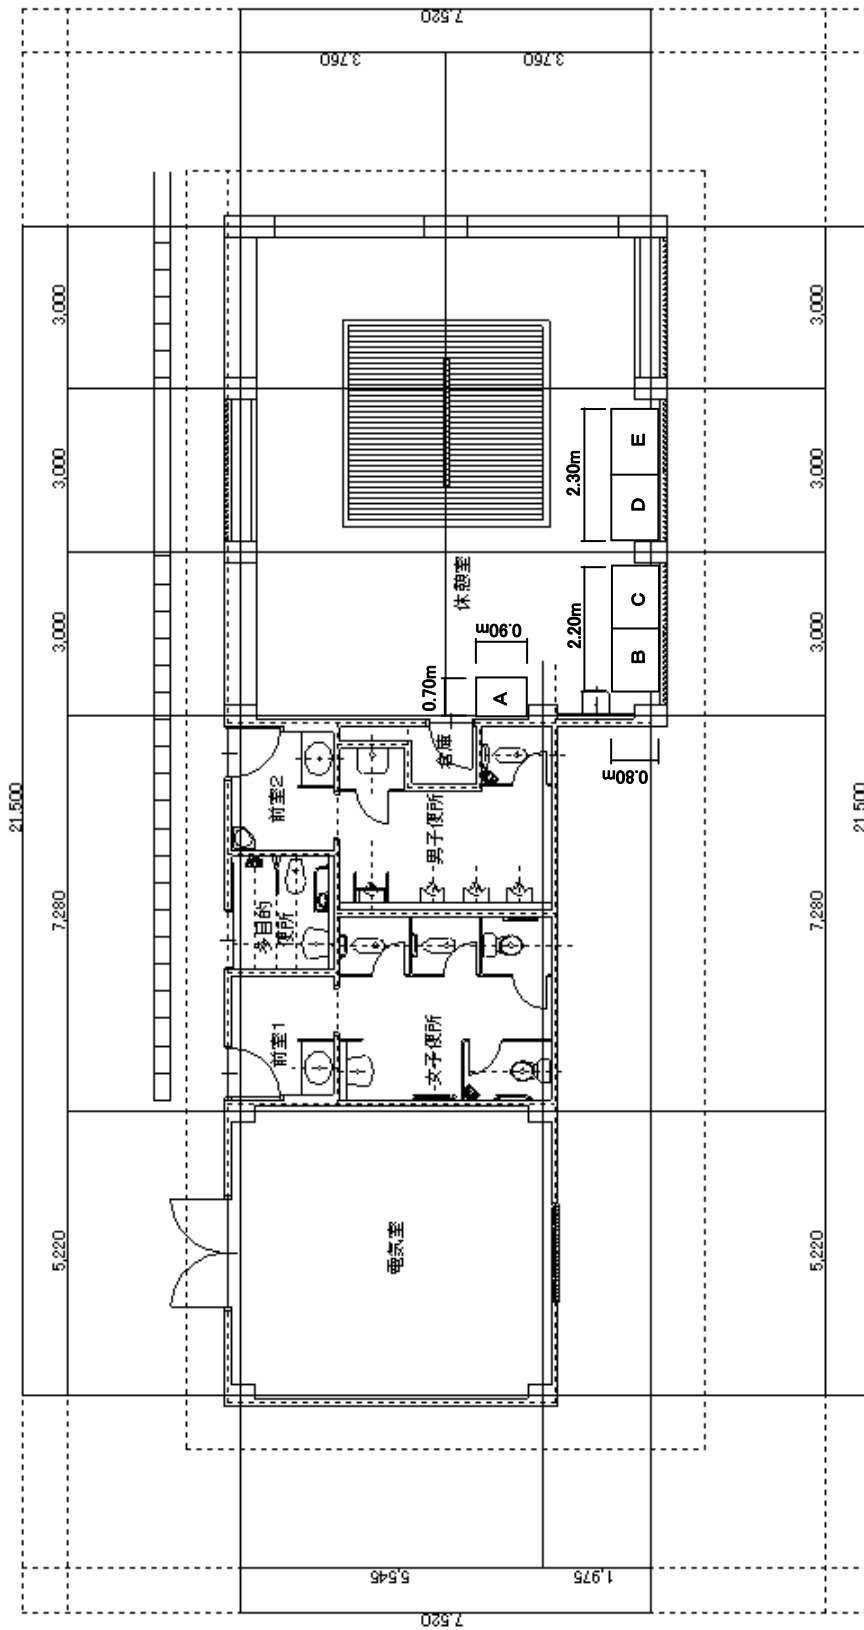 7.520
3.760
3.760
3,000
3,000
3,000
3,000
3,000
3,000
E
D
2.30m
休憩室
C
B
2.20m
0.90m
0.70m
A
0.80m
倉庫
前室2
男子便所
21.500
21.500
7,280
7,280
多目的
便所
前室1
女子便所
電気室
5,220
5,220
5,545
1,975
7.520